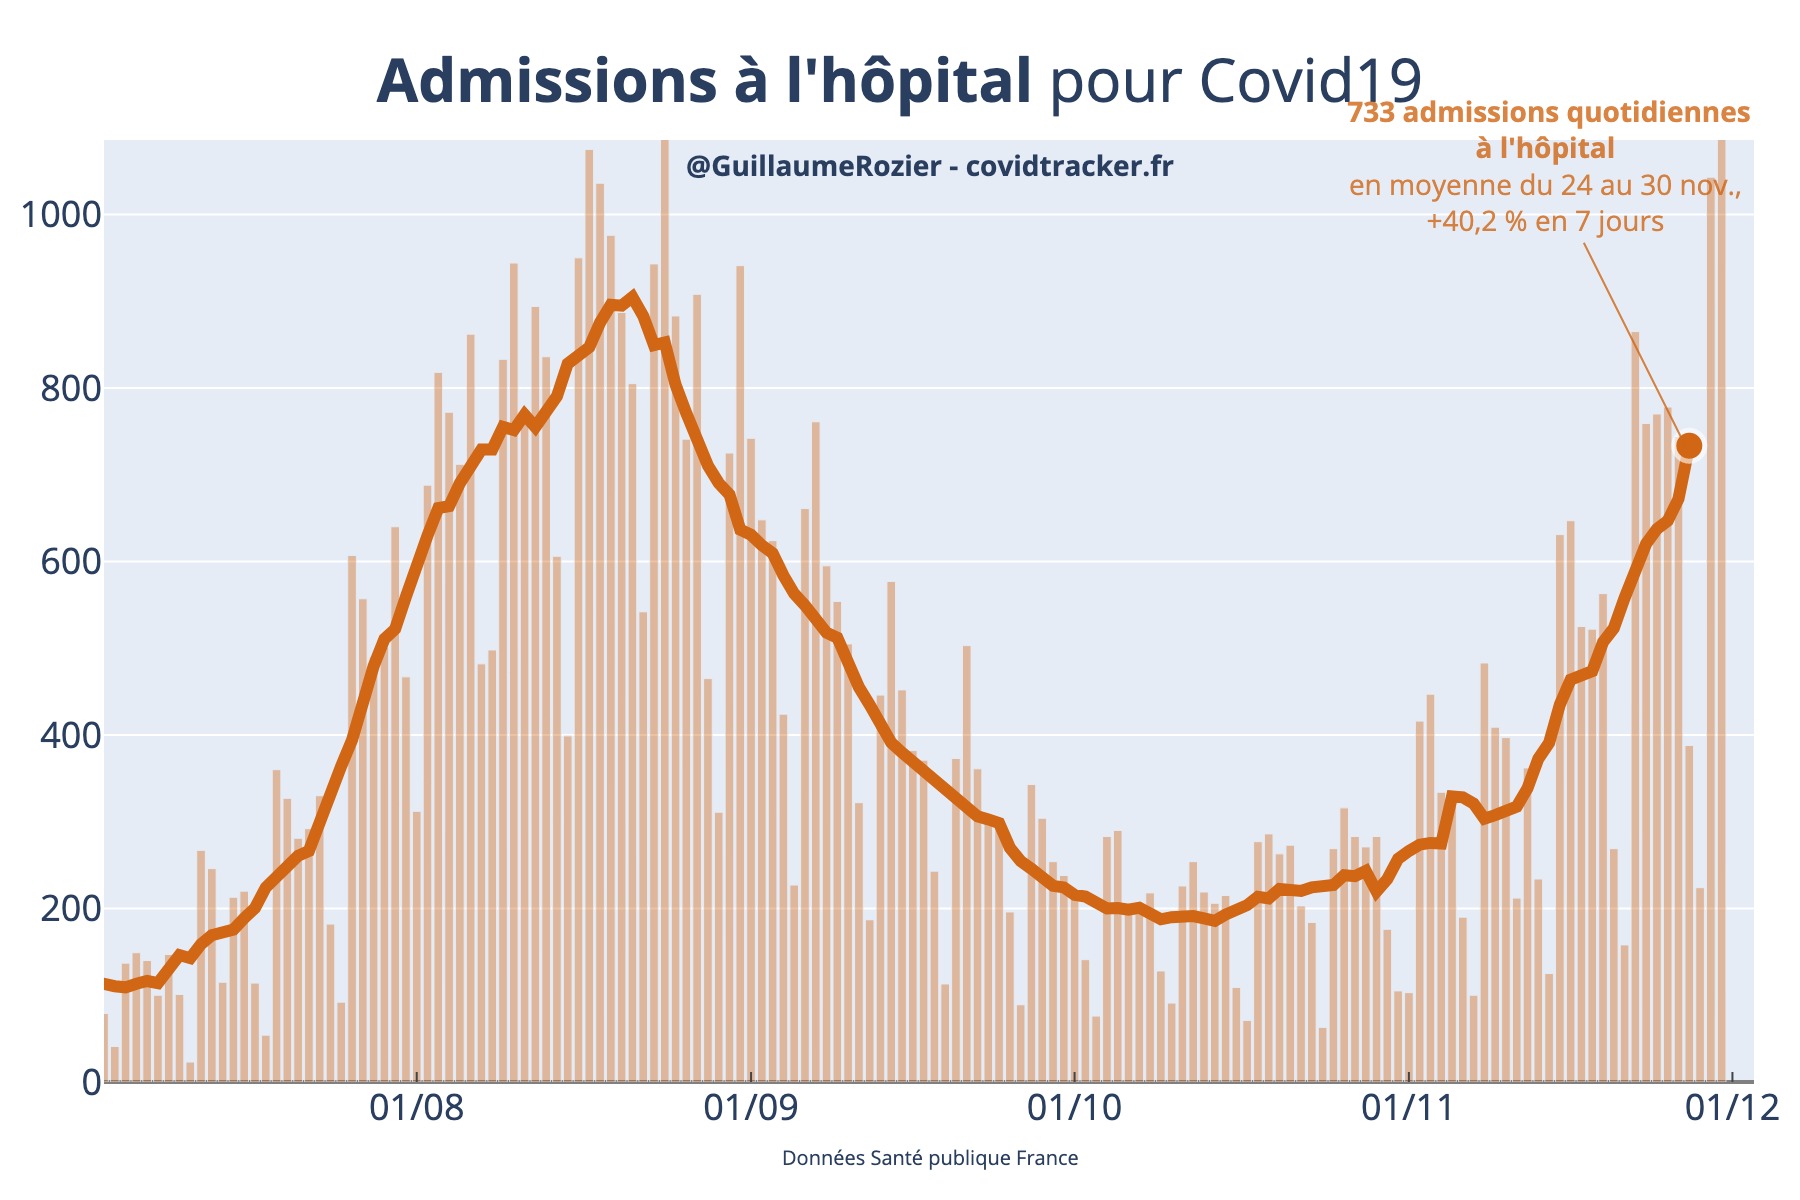 Admissions à l'hôpital pour Covid19
733 admissions quotidiennes
à l'hôpital
en moyenne du 24 au 30 nov.,
+40,2 % en 7 jours
@GuillaumeRozier - covidtracker.fr
1000
800
600
400
200
0
01/08 01/09 01/10 01/11 01/12
Données Santé publique France